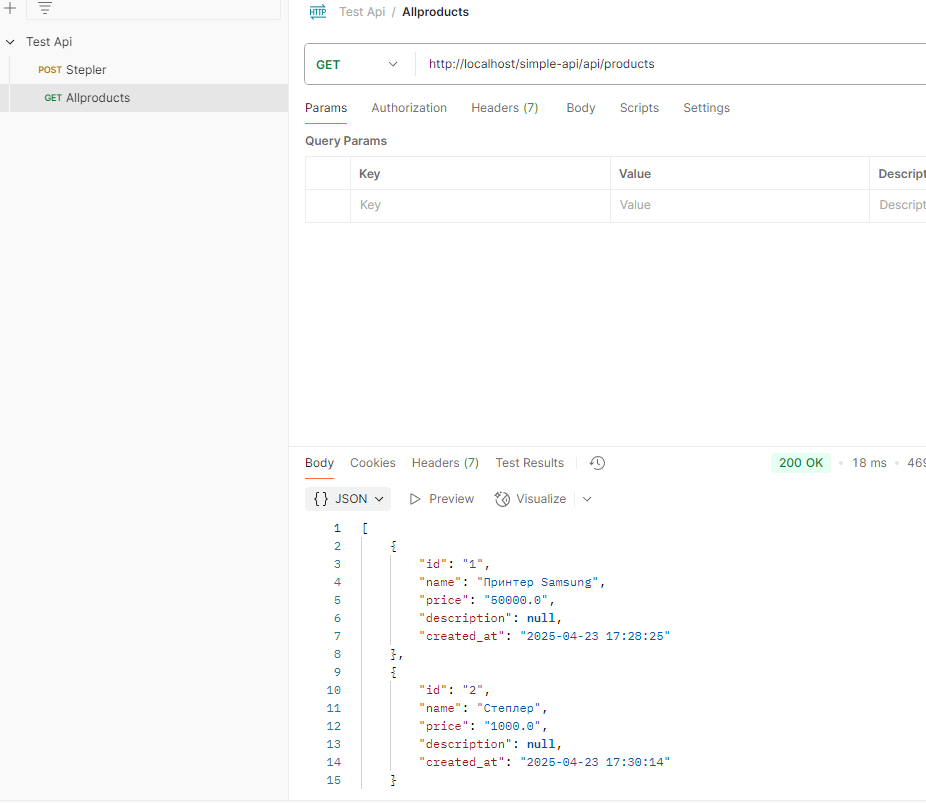 Test Api
POST Stepler
GET Allproducts
HTTP Test Api / Allproducts
GET http://localhost/simple-api/api/products
Params Authorization Headers (7) Body Scripts Settings
Query Params
Key Value Descript
Key Value Descript
Body Cookies Headers (7) Test Results 200 OK 18 ms 469
{} JSON Preview Visualize
1 [
2 {
3 "id": "1",
4 "name": "Принтер Samsung",
5 "price": "50000.0",
6 "description": null,
7 "created_at": "2025-04-23 17:28:25"
8 },
9 {
10 "id": "2",
11 "name": "Степлер",
12 "price": "1000.0",
13 "description": null,
14 "created_at": "2025-04-23 17:30:14"
15 }